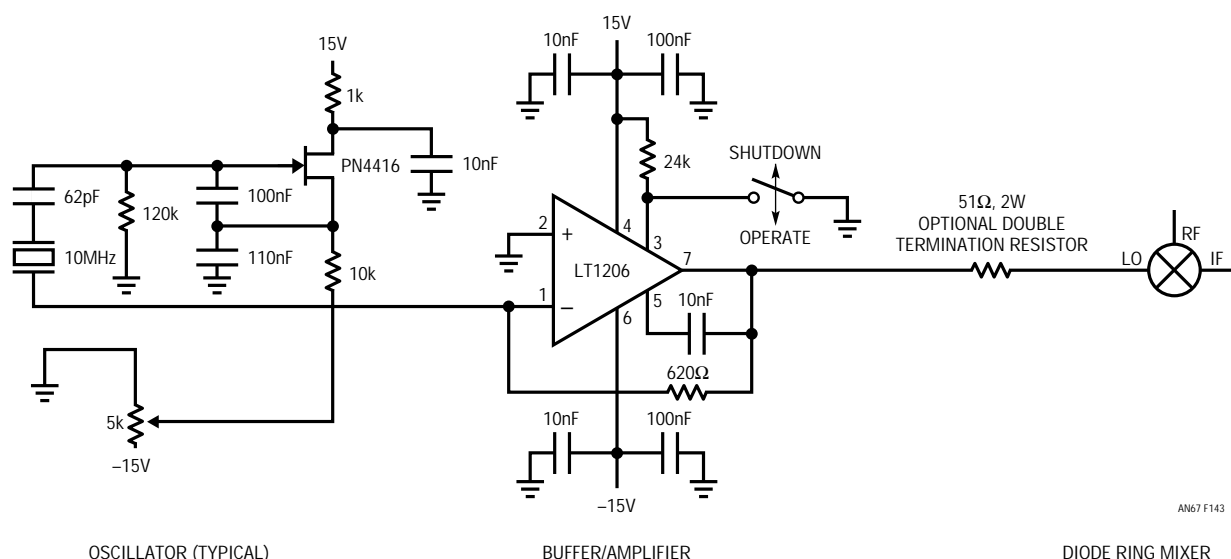 15V
1k
PN4416
10nF
62pF
120k
100nF
110nF
10MHz
10k
5k
–15V
15V
10nF
100nF
24k
SHUTDOWN
OPERATE
2
+
4
3
LT1206
7
1
–
6
5
10nF
620Ω
10nF
100nF
–15V
51Ω, 2W
OPTIONAL DOUBLE
TERMINATION RESISTOR
LO
RF
IF
AN67 F143
OSCILLATOR (TYPICAL)
BUFFER/AMPLIFIER
DIODE RING MIXER